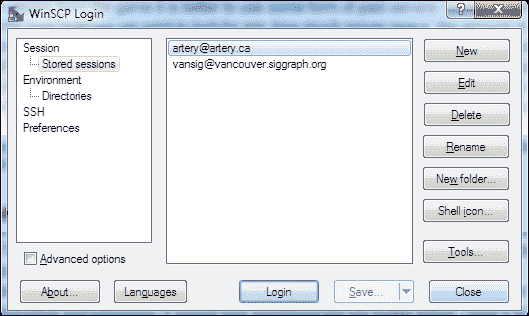 WinSCP Login
Session
Stored sessions
Environment
Directories
SSH
Preferences
Advanced options
artery@artery.ca
vansig@vancouver.siggraph.org
New
Edit
Delete
Rename
New folder...
Shell icon...
Tools...
About...
Languages
Login
Save...
Close